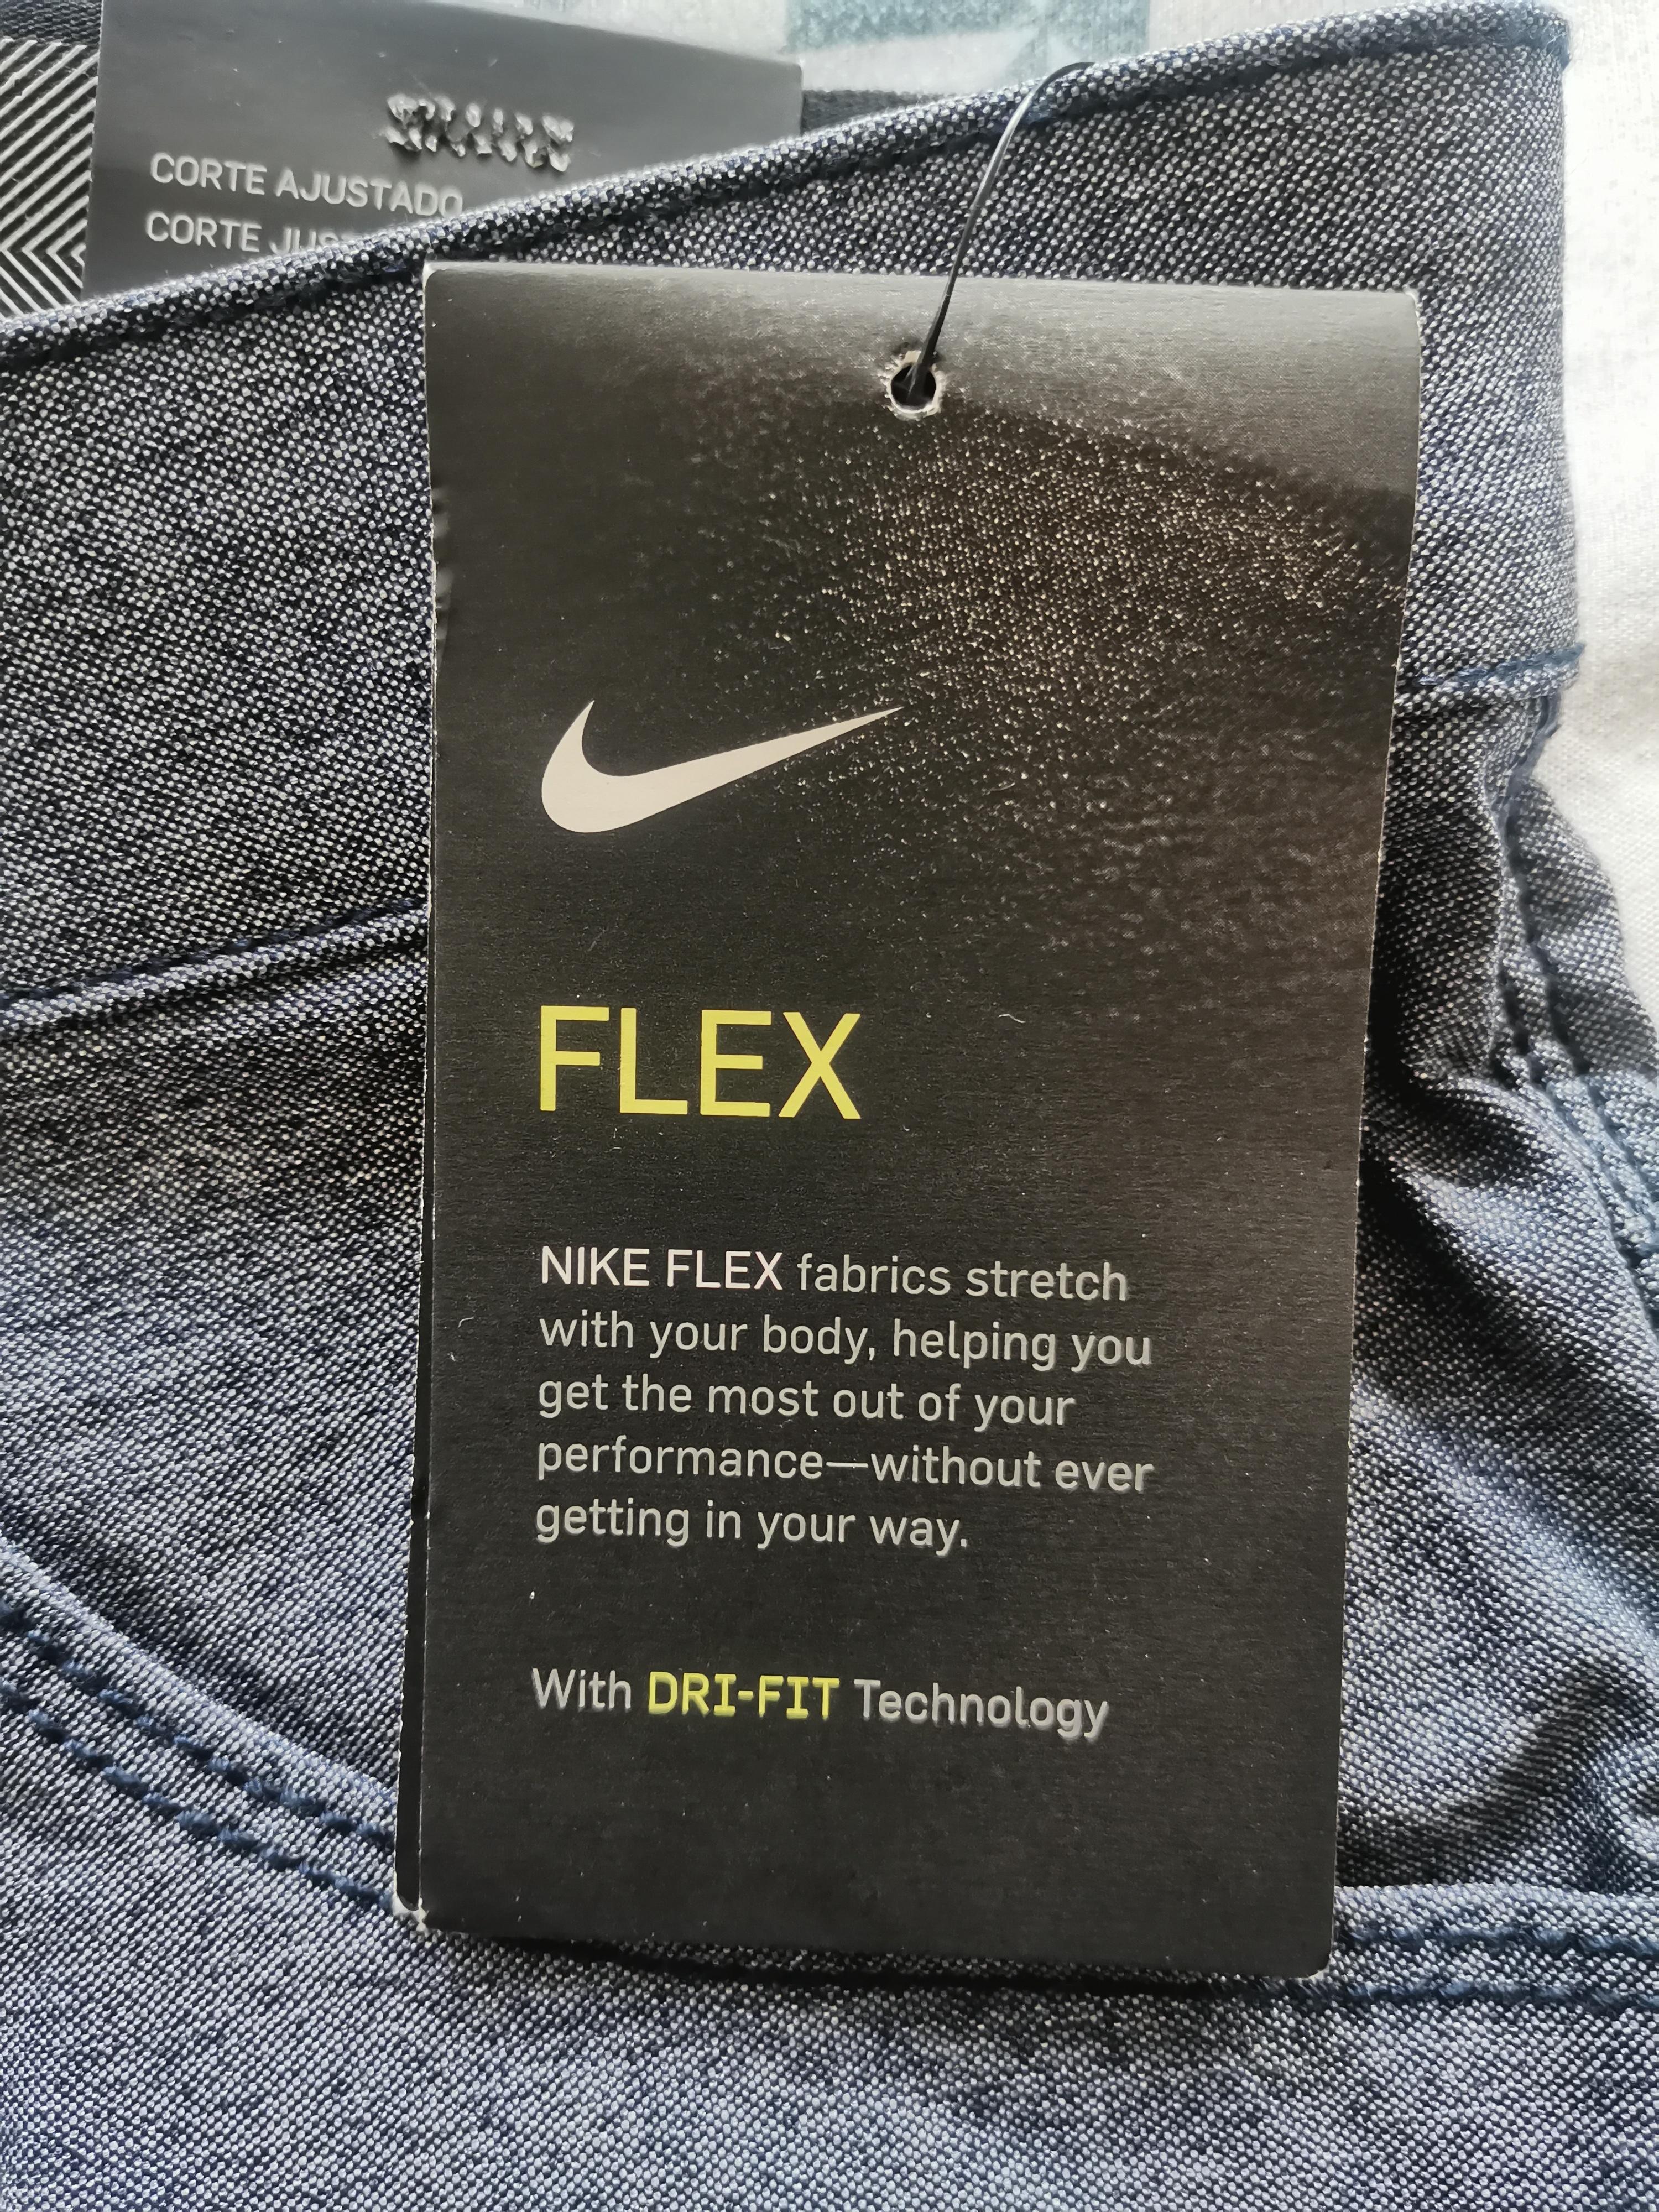 CORTE AJUSTADO
CORTE
FLEX
NIKE FLEX fabrics stretch
with your body, helping you
get the most out of your
performance—without ever
getting in your way.
With DRI-FIT Technology